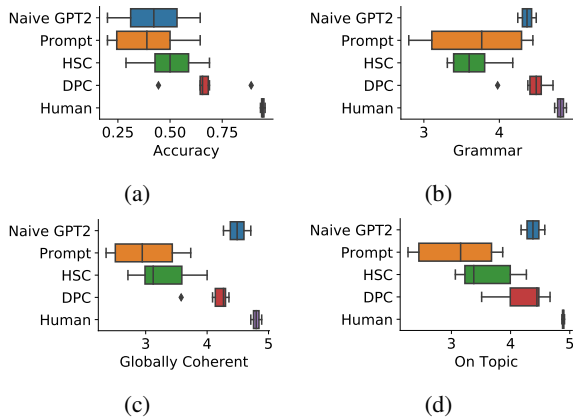 Naive GPT2
Prompt
HSC
DPC
Human
0.25 0.50 0.75
Accuracy
(a)
Naive GPT2
Prompt
HSC
DPC
Human
3 4
Grammar
(b)
Naive GPT2
Prompt
HSC
DPC
Human
3 4 5
Globally Coherent
(c)
Naive GPT2
Prompt
HSC
DPC
Human
3 4 5
On Topic
(d)